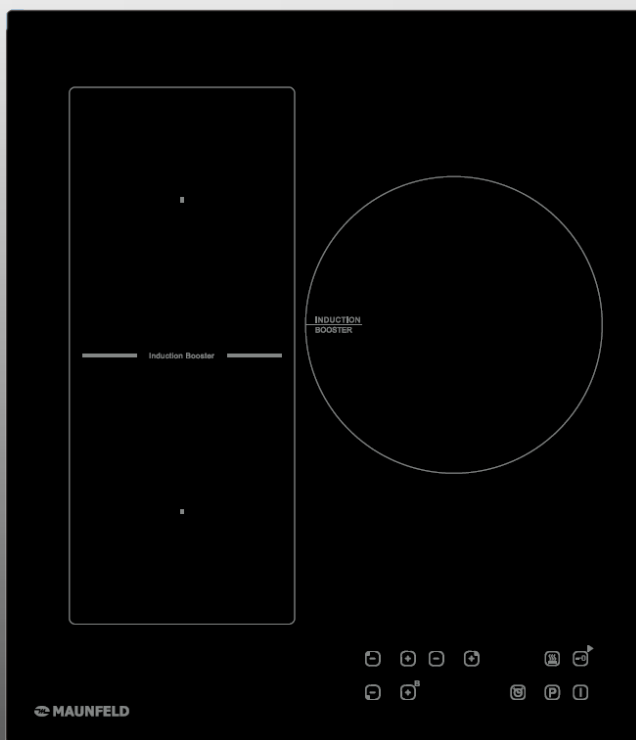 INDUCTION
BOOSTER
Induction Booster
B
P
MAUNFELD